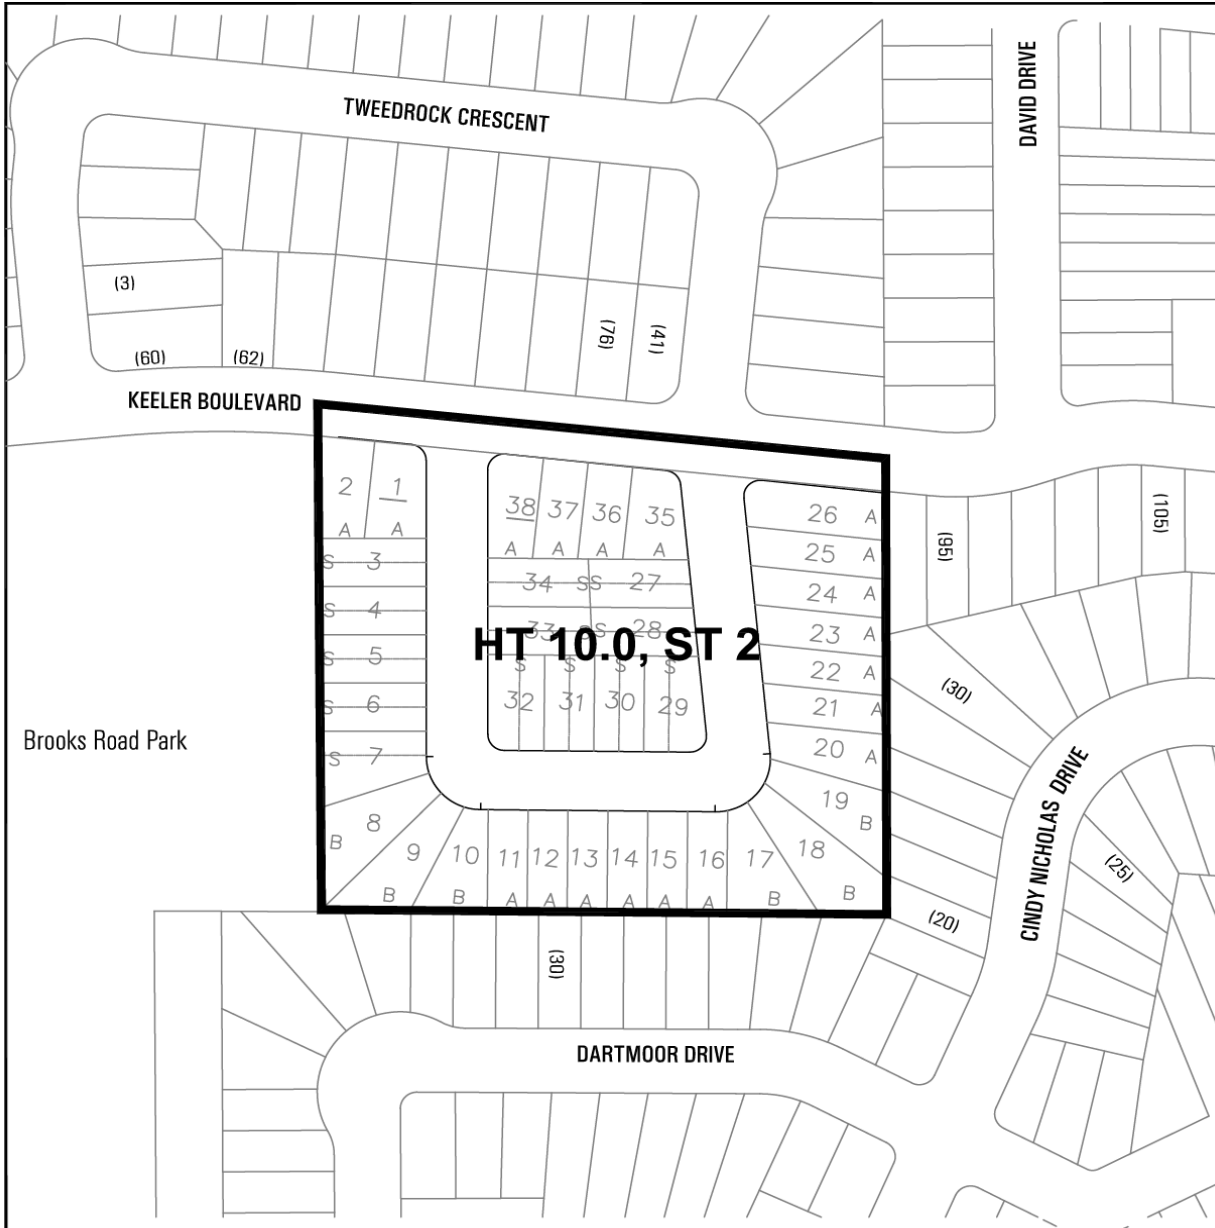 DAVID DRIVE
TWEEDROCK CRESCENT
(3)
(60)
(62)
(76)
(41)
KEELER BOULEVARD
2
1
A
A
38
37
36
35
A
A
A
A
26 A
25 A
24 A
23 A
22 A
21 A
20 A
19
B
18
B
17
B
(95)
(105)
S 3
S 4
S 5
S 6
S 7
34 S
S 27
33 S
S 28
HT 10.0, ST 2
S
S
S
S
32
31
30
29
8
B
9
B
10
B
11
A
12
A
13
A
14
A
15
A
16
A
Brooks Road Park
(30)
(20)
(25)
CINDY NICHOLAS DRIVE
(30)
DARTMOOR DRIVE